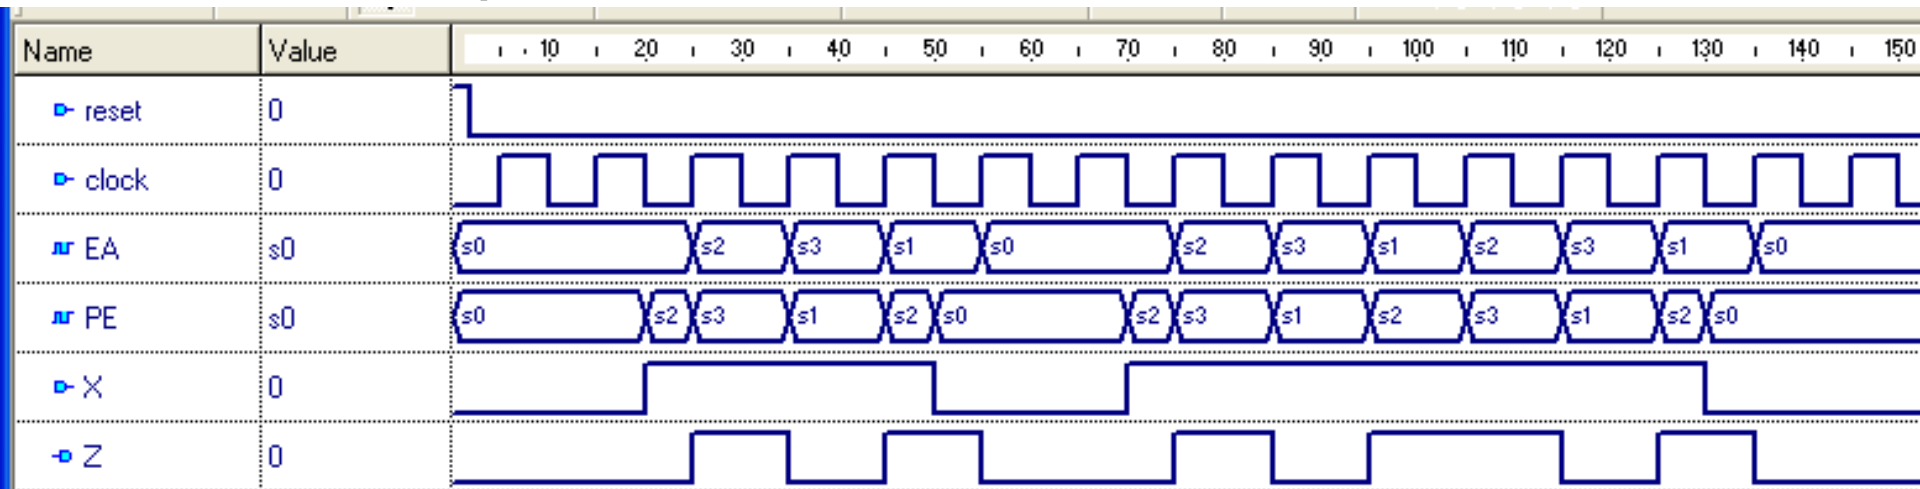 Name Value 10 20 30 40 50 60 70 80 90 100 110 120 130 140 150
reset 0
clock 0
EA s0 s0 s2 s3 s1 s0 s2 s3 s1 s2 s3 s1 s0
PE s0 s0 s2 s3 s1 s2 s0 s2 s3 s1 s2 s3 s1 s2 s0
X 0
Z 0